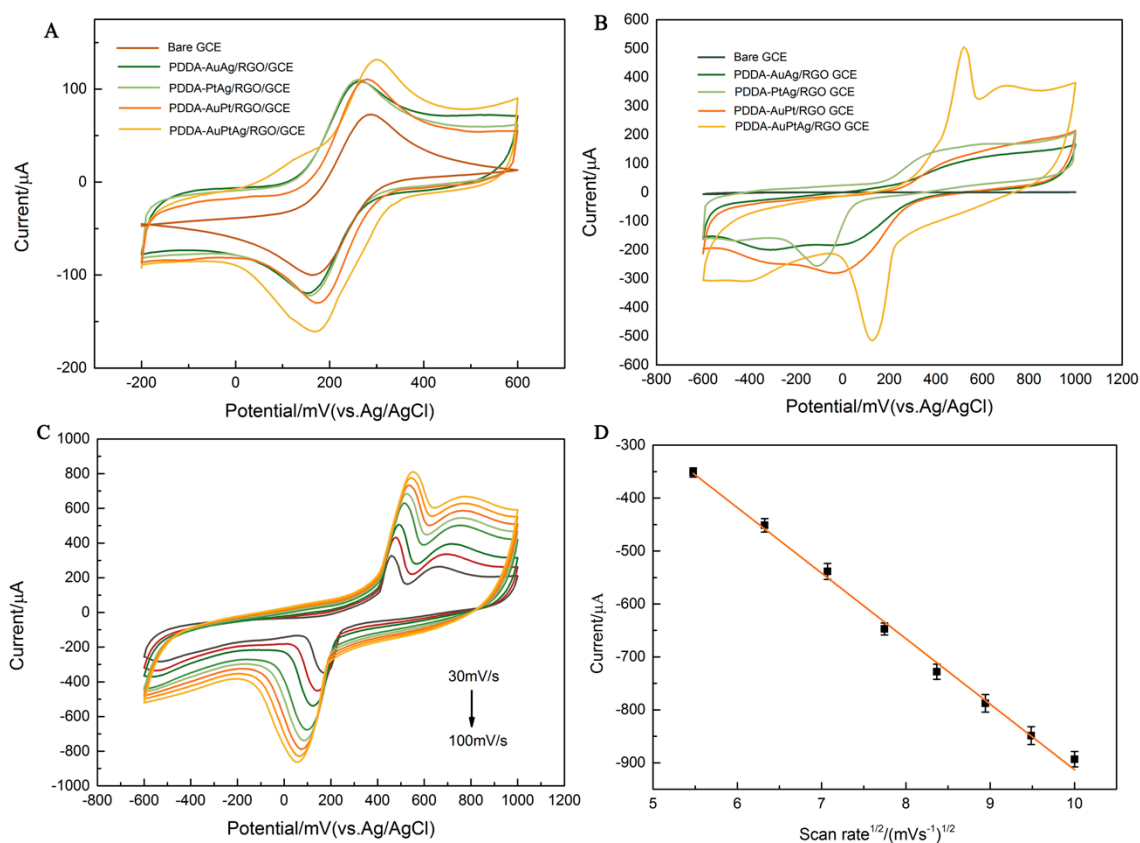 A
Bare GCE
PDDA-AuAg/RGO/GCE
PDDA-PtAg/RGO/GCE
PDDA-AuPt/RGO/GCE
PDDA-AuPtAg/RGO/GCE
100
0
-100
-200
Current/μA
-200 0 200 400 600
Potential/mV(vs.Ag/AgCl)
B
Bare GCE
PDDA-AuAg/RGO GCE
PDDA-PtAg/RGO GCE
PDDA-AuPt/RGO GCE
PDDA-AuPtAg/RGO GCE
600
500
400
300
200
100
0
-100
-200
-300
-400
-500
-600
Current/μA
-800 -600 -400 -200 0 200 400 600 800 1000 1200
Potential/mV(vs.Ag/AgCl)
C
1000
800
600
400
200
0
-200
-400
-600
-800
-1000
Current/μA
30mV/s
100mV/s
-800 -600 -400 -200 0 200 400 600 800 1000 1200
Potential/mV(vs.Ag/AgCl)
D
-300
-400
-500
-600
-700
-800
-900
Current/μA
5 6 7 8 9 10
Scan rate^1/2/(mVs^-1)^1/2